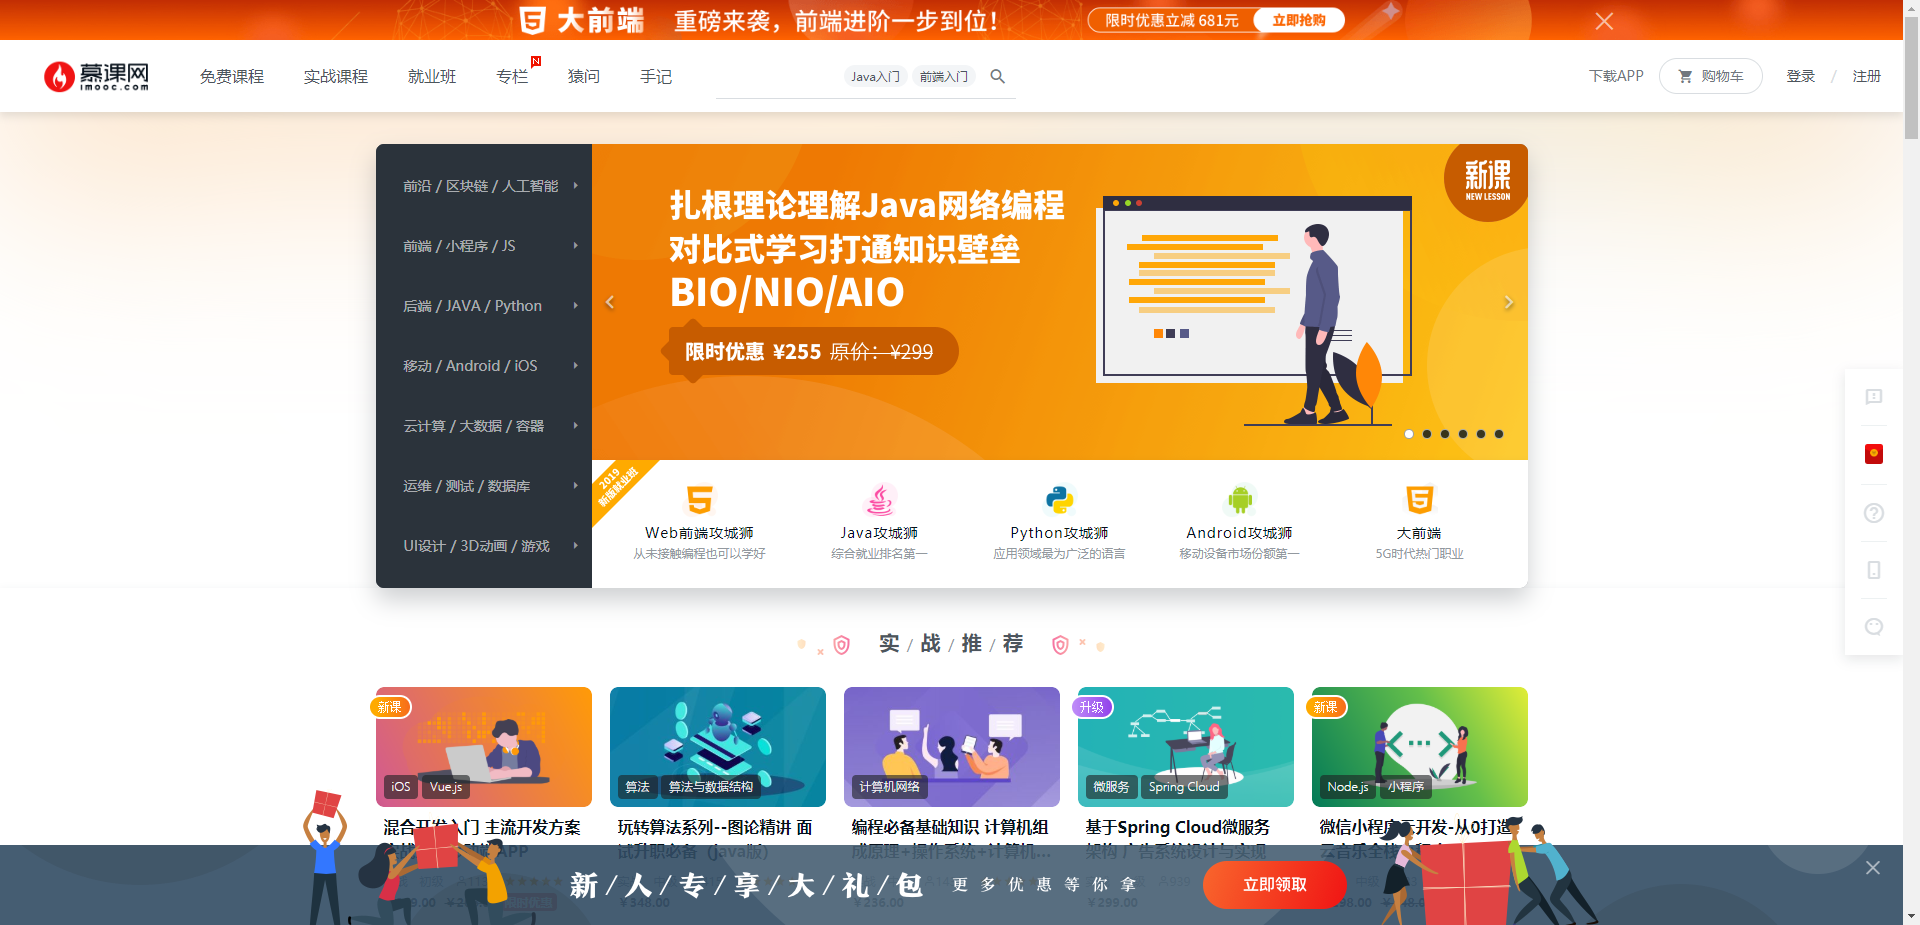 大前端 重磅来袭，前端进阶一步到位！ 限时优惠立减 681元 立即抢购
慕课网
imooc.com
免费课程 实战课程 就业班 专栏 N 猿问 手记 Java入门 前端入门 下载APP 购物车 登录 / 注册
前沿 / 区块链 / 人工智能
前端 / 小程序 / JS
后端 / JAVA / Python
移动 / Android / iOS
云计算 / 大数据 / 容器
运维 / 测试 / 数据库
UI设计 / 3D动画 / 游戏
扎根理论理解Java网络编程
对比式学习打通知识壁垒
BIO/NIO/AIO
限时优惠 ¥255 原价：¥299
新课
NEW LESSON
2019
新版就业班
Web前端攻城狮
从未接触编程也可以学好
Java攻城狮
综合就业排名第一
Python攻城狮
应用领域最为广泛的语言
Android攻城狮
移动设备市场份额第一
大前端
5G时代热门职业
实 / 战 / 推 / 荐
新课
iOS Vue.js
混合开发入门 主流开发方案
算法 算法与数据结构
玩转算法系列--图论精讲 面
试升职必备（java版）
¥348.00
计算机网络
编程必备基础知识 计算机组
成原理+操作系统+计算机...
¥236.00
升级
微服务 Spring Cloud
基于Spring Cloud微服务
架构 广告系统设计与实现
¥299.00
新课
Node.js 小程序
微信小程序云开发-从0打造
新/人/专/享/大/礼/包 更多优惠等你拿 立即领取